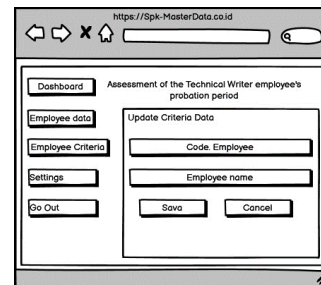 https://Spk-MasterData.co.id
Dashboard
Assessment of the Technical Writer employee's
probation period
Employee data
Update Criteria Data
Employee Criteria
Code. Employee
Settings
Employee name
Go Out
Sava
Cancel